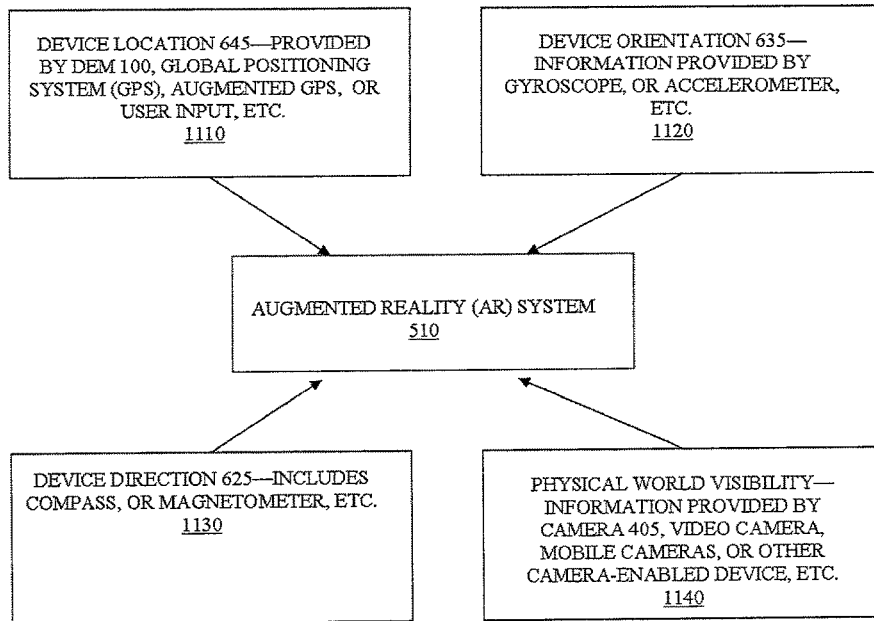 DEVICE LOCATION 645—PROVIDED
BY DEM 100, GLOBAL POSITIONING
SYSTEM (GPS), AUGMENTED GPS, OR
USER INPUT, ETC.
1110
DEVICE ORIENTATION 635—
INFORMATION PROVIDED BY
GYROSCOPE, OR ACCELEROMETER,
ETC.
1120
AUGMENTED REALITY (AR) SYSTEM
510
DEVICE DIRECTION 625—INCLUDES
COMPASS, OR MAGNETOMETER, ETC.
1130
PHYSICAL WORLD VISIBILITY—
INFORMATION PROVIDED BY
CAMERA 405, VIDEO CAMERA,
MOBILE CAMERAS, OR OTHER
CAMERA-ENABLED DEVICE, ETC.
1140